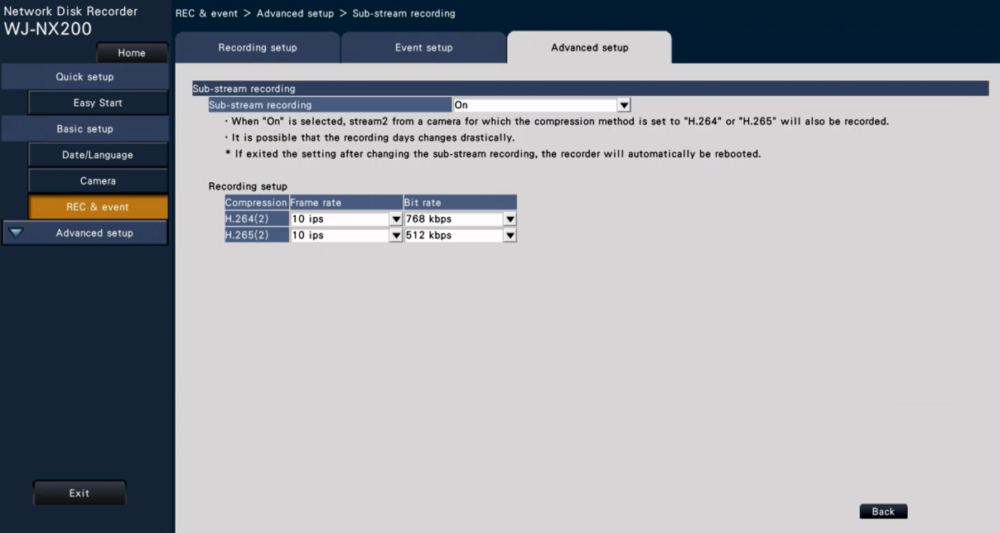 Network Disk Recorder
WJ-NX200
Home
Quick setup
Easy Start
Basic setup
Date/Language
Camera
REC & event
Advanced setup
Exit
REC & event > Advanced setup > Sub-stream recording
Recording setup Event setup Advanced setup
Sub-stream recording
Sub-stream recording On
· When "On" is selected, stream2 from a camera for which the compression method is set to "H.264" or "H.265" will also be recorded.
· It is possible that the recording days changes drastically.
* If exited the setting after changing the sub-stream recording, the recorder will automatically be rebooted.
Recording setup
Compression Frame rate Bit rate
H.264(2) 10 ips 768 kbps
H.265(2) 10 ips 512 kbps
Back